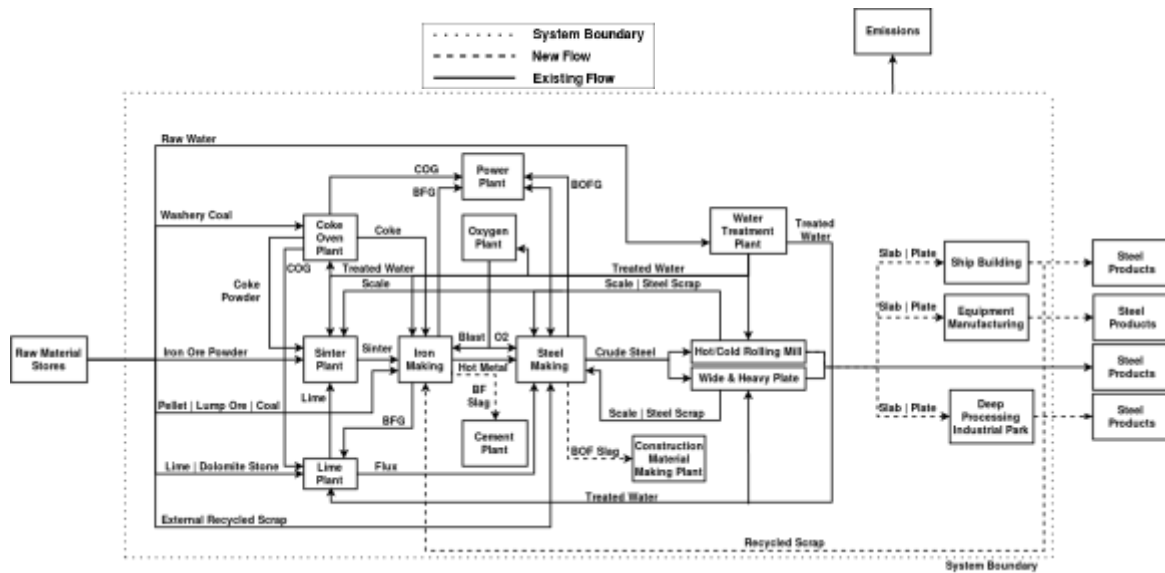 System Boundary
New Flow
Existing Flow
Emissions
Raw Water
COG
Power
Plant
BFG
BOFG
Washery Coal
Coke
Oven
Plant
Coke
Oxygen
Plant
Water
Treatment
Plant
Treated
Water
COG
Treated Water
Treated Water
Slab | Plate
Ship Building
Steel
Products
Coke
Powder
Scale
Scale | Steel Scrap
Slab | Plate
Equipment
Manufacturing
Steel
Products
Raw Material
Stores
Iron Ore Powder
Sinter
Plant
Sinter
Iron
Making
Blast
O2
Hot Metal
Steel
Making
Crude Steel
Hot/Cold Rolling Mill
Wide & Heavy Plate
Steel
Products
Lime
BF
Slag
Pellet | Lump Ore | Coal
BFG
Scale | Steel Scrap
Slab | Plate
Deep
Processing
Industrial Park
Steel
Products
Cement
Plant
BOF Slag
Construction
Material
Making Plant
Lime | Dolomite Stone
Lime
Plant
Flux
Treated Water
External Recycled Scrap
Recycled Scrap
System Boundary